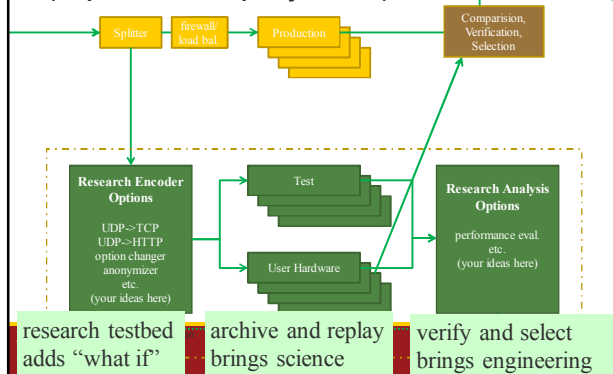 Splitter
firewall/
load bal.
Production
Comparision,
Verification,
Selection
Research Encoder
Options
UDP->TCP
UDP->HTTP
option changer
anonymizer
etc.
(your ideas here)
Test
User Hardware
Research Analysis
Options
performance eval.
etc.
(your ideas here)
research testbed
adds “what if”
archive and replay
brings science
verify and select
brings engineering